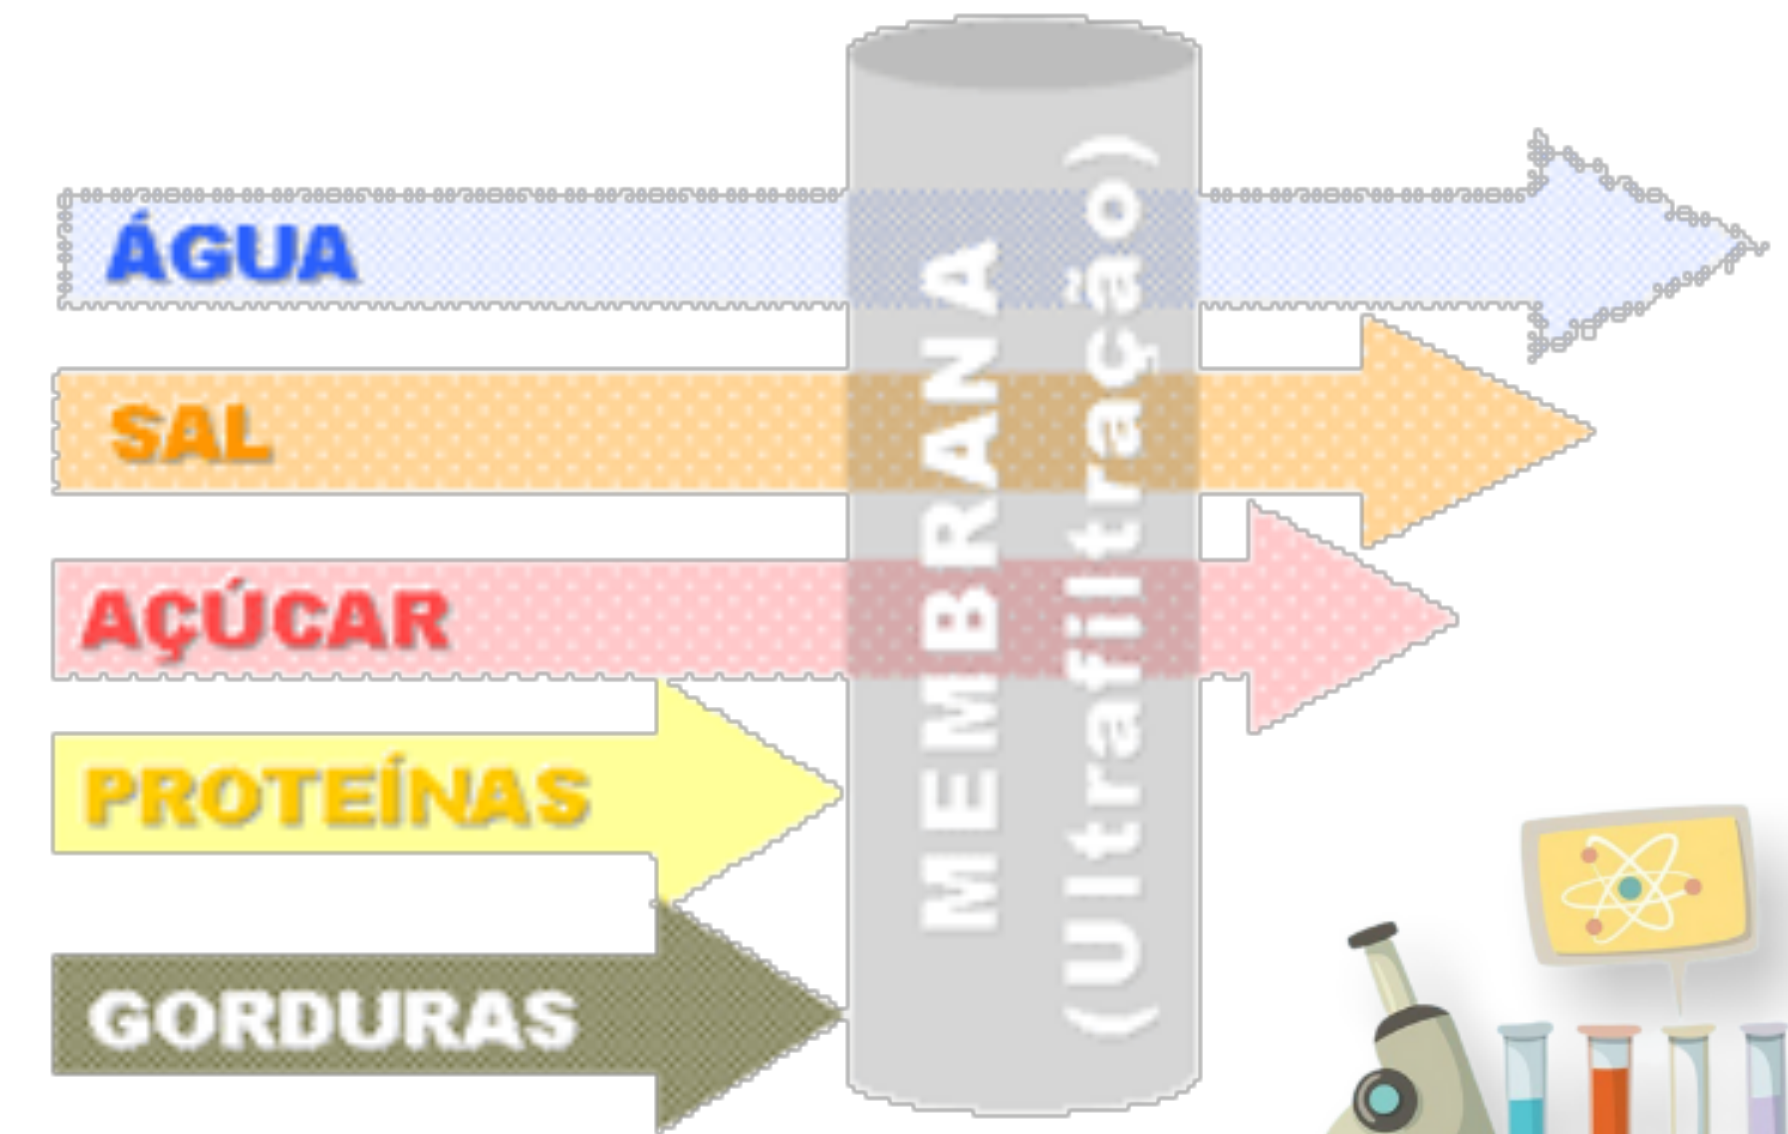 ÁGUA
SAL
AÇÚCAR
PROTEÍNAS
GORDURAS
MEMBRANA
(Ultrafiltração)